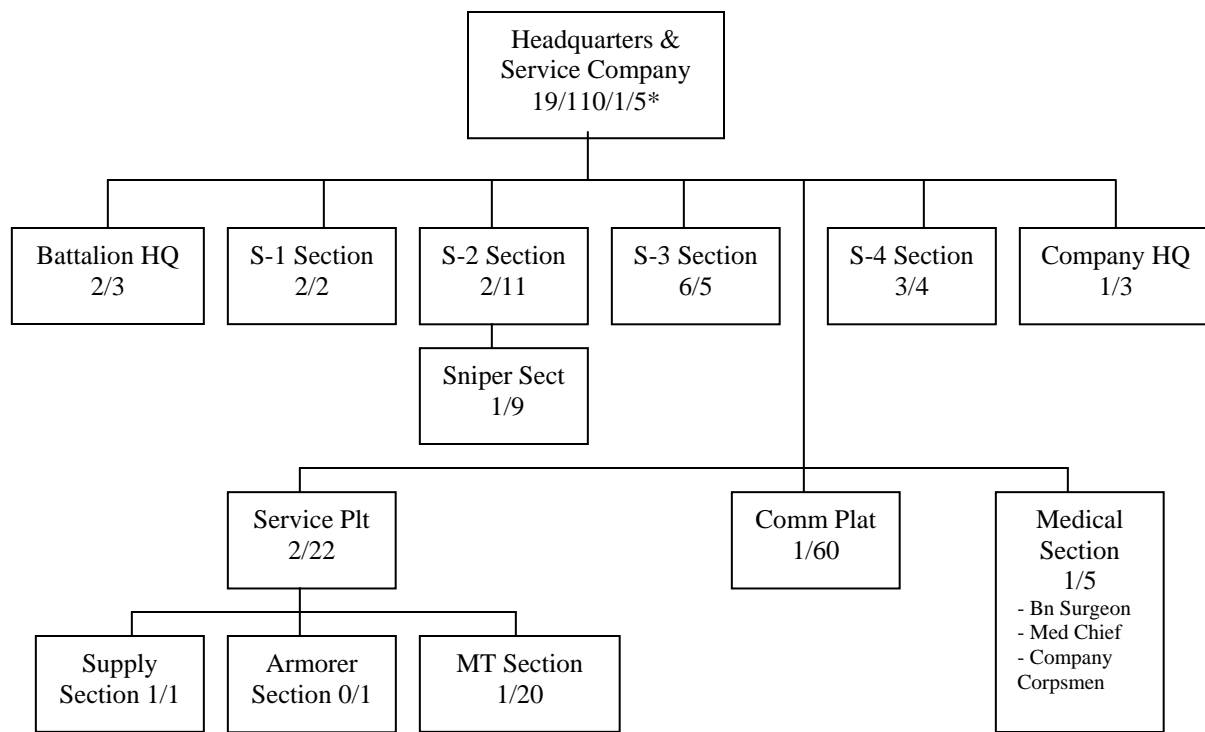 Headquarters &
Service Company
19/110/1/5*
Battalion HQ
2/3
S-1 Section
2/2
S-2 Section
2/11
S-3 Section
6/5
S-4 Section
3/4
Company HQ
1/3
Sniper Sect
1/9
Service Plt
2/22
Comm Plat
1/60
Medical
Section
1/5
- Bn Surgeon
- Med Chief
- Company
Corpsmen
Supply
Section 1/1
Armorer
Section 0/1
MT Section
1/20